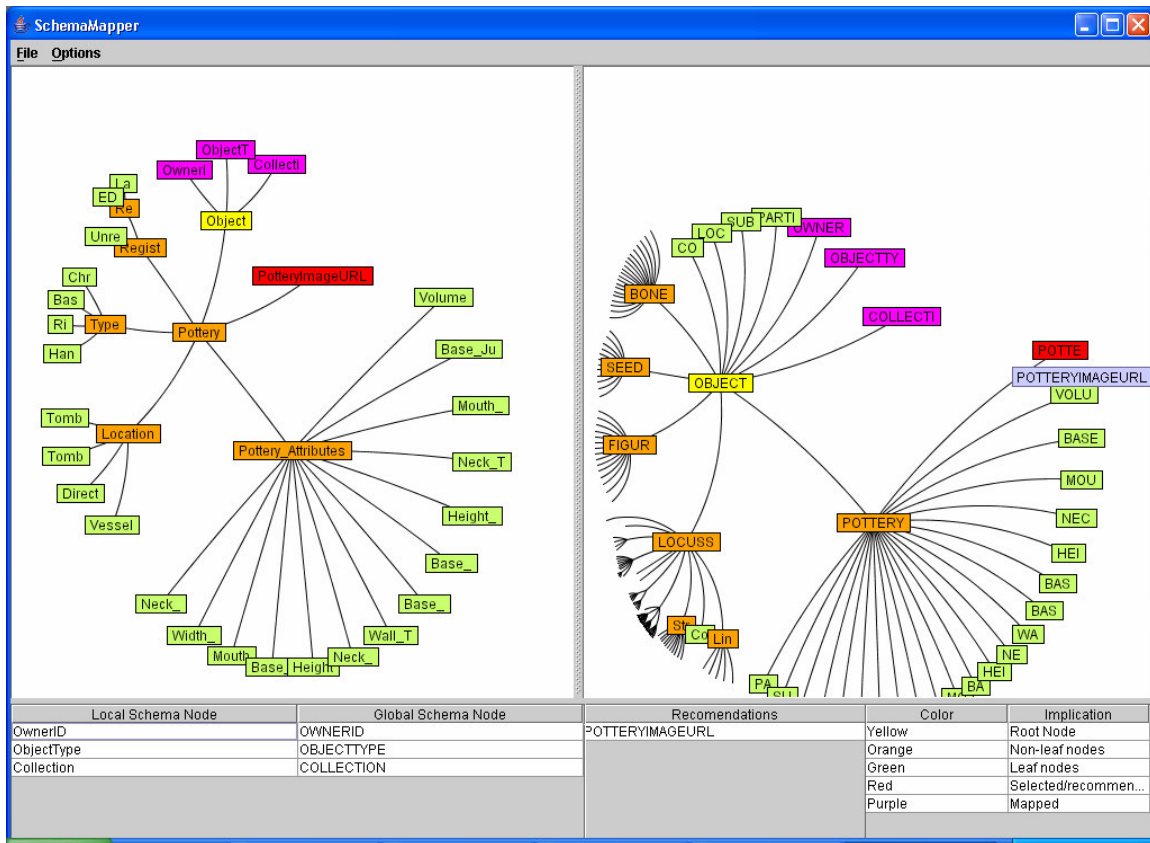 SchemaMapper
File Options
ObjectT
OwnerI
Collecti
La
ED
Re
Object
Unre
Regist
PotteryImageURL
Chr
Bas
Type
Ri
Han
Pottery
Volume
Base_Ju
Mouth_
Tomb
Location
Tomb
Pottery_Attributes
Neck_T
Direct
Vessel
Height_
Base_
Neck_
Base_
Width_
Wall_T
Mouth
Base_
Height
Neck_
PARTI
SUB
OWNER
LOC
CO
OBJECTTY
BONE
COLLECTI
SEED
POTTE
OBJECT
POTTERYIMAGEURL
VOLU
FIGUR
BASE
MOU
POTTERY
NEC
LOCUSS
HEI
BAS
BAS
Str
Co
Lin
WA
NE
HEI
PA
BA
SU
Local Schema Node Global Schema Node
OwnerID OWNERID
ObjectType OBJECTTYPE
Collection COLLECTION
Recomendations
POTTERYIMAGEURL
Color Implication
Yellow Root Node
Orange Non-leaf nodes
Green Leaf nodes
Red Selected/recommen...
Purple Mapped